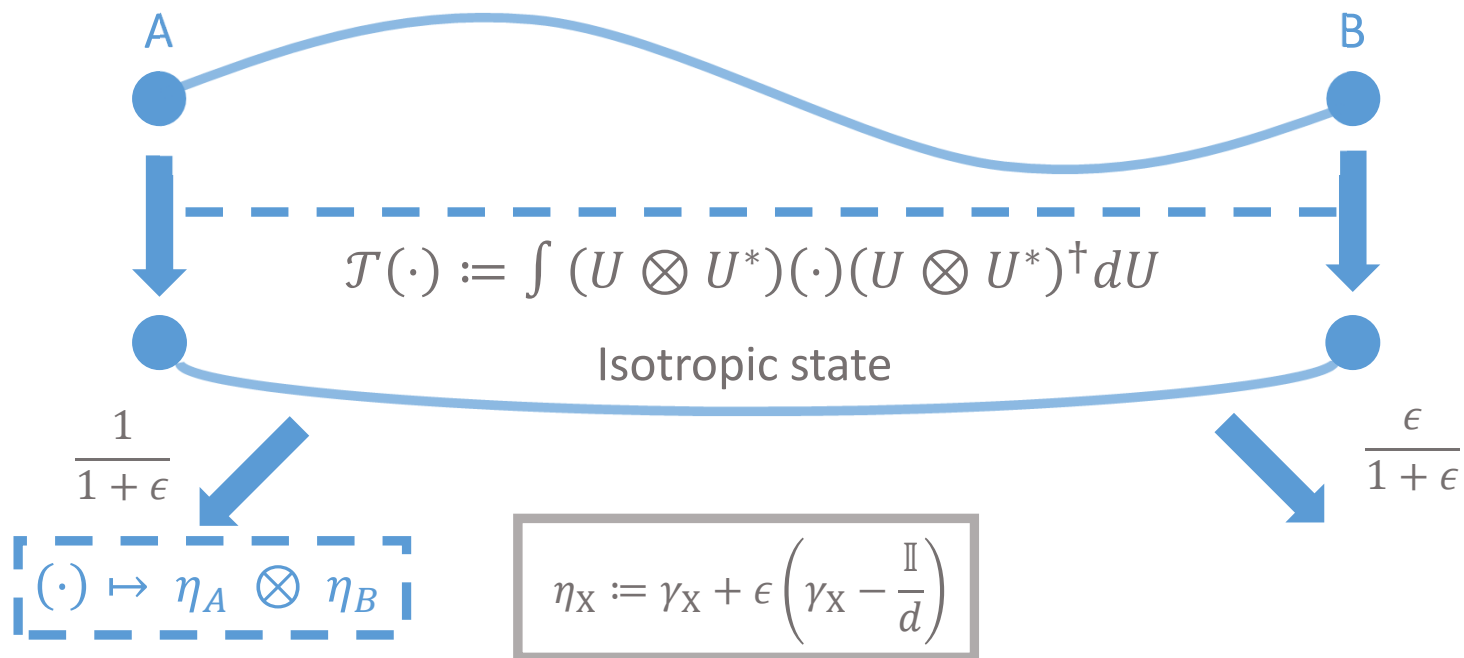 A B
𝒯(·) ≔ ∫ (U ⊗ U*)(·)(U ⊗ U*)† dU
Isotropic state
1/(1 + ϵ) ϵ/(1 + ϵ)
(·) ↦ η_A ⊗ η_B
η_X ≔ γ_X + ϵ(γ_X - 𝕀/d)